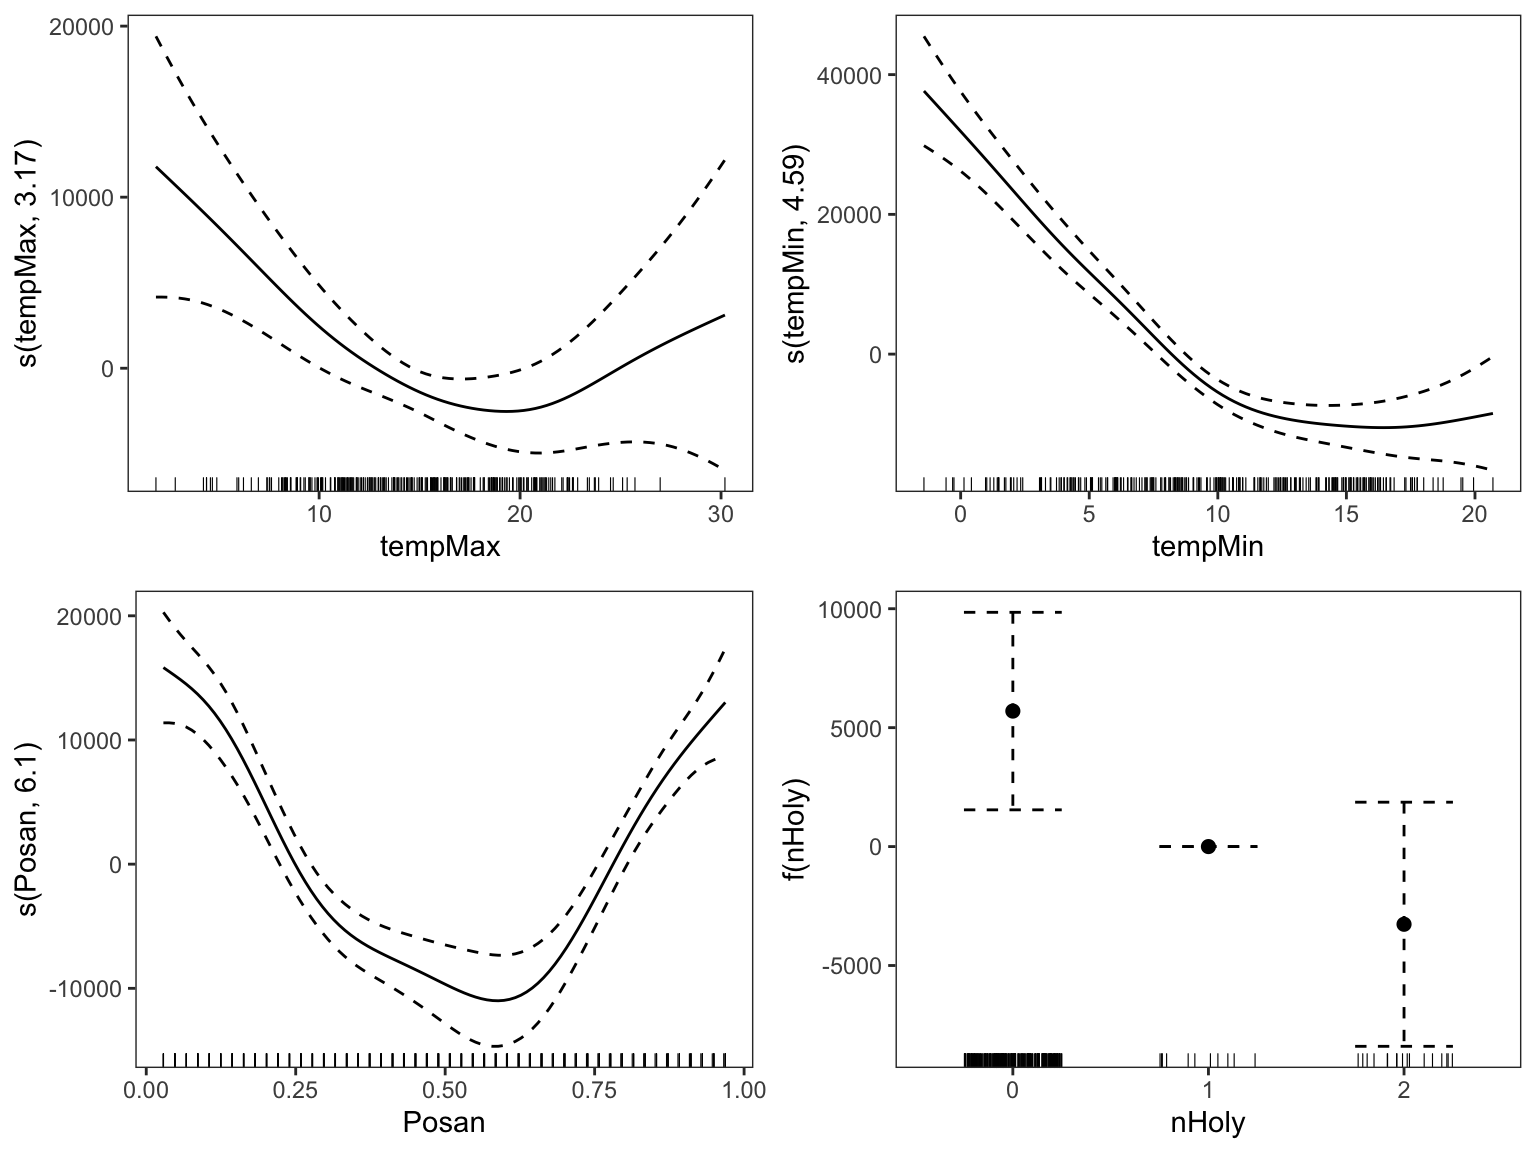 20000
10000
0
s(tempMax, 3.17)
10 20 30
tempMax
40000
20000
0
s(tempMin, 4.59)
0 5 10 15 20
tempMin
20000
10000
0
-10000
s(Posan, 6.1)
0.00 0.25 0.50 0.75 1.00
Posan
10000
5000
0
-5000
f(nHoly)
0 1 2
nHoly